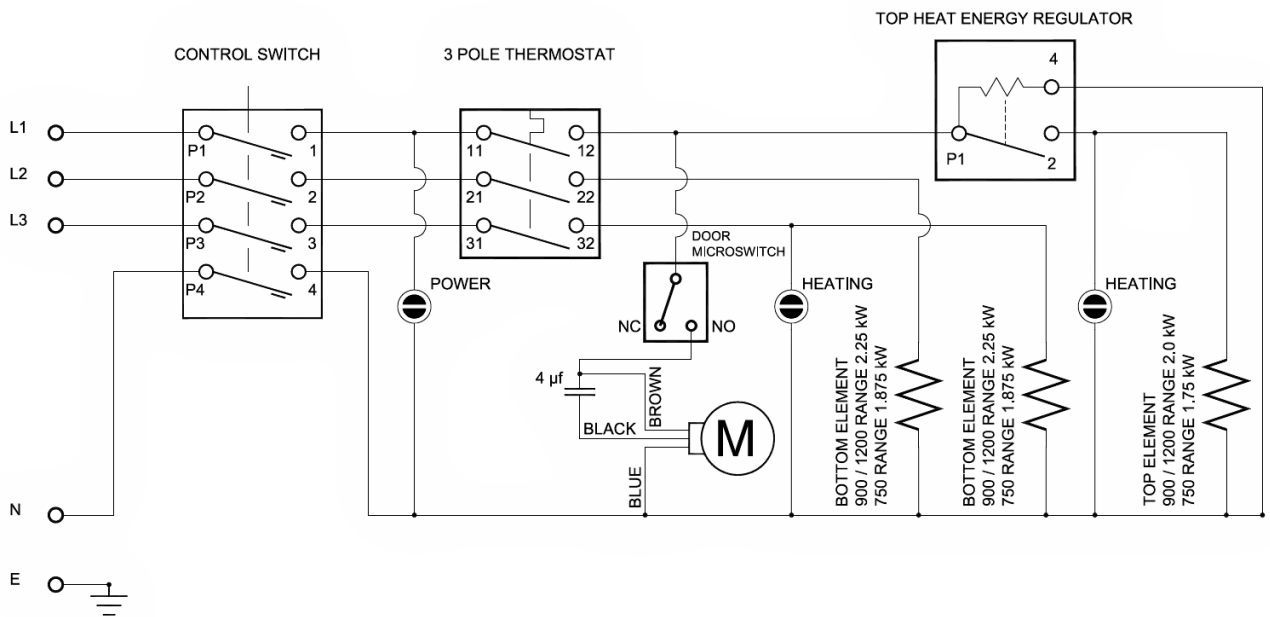 TOP HEAT ENERGY REGULATOR
CONTROL SWITCH
3 POLE THERMOSTAT
4
L1
P1
1
11
12
P1
2
L2
P2
2
21
22
L3
P3
3
31
32
DOOR
MICROSWITCH
P4
4
POWER
HEATING
HEATING
NC
NO
4 µf
BROWN
BLACK
M
BLUE
BOTTOM ELEMENT
900 / 1200 RANGE 2.25 kW
750 RANGE 1.875 kW
BOTTOM ELEMENT
900 / 1200 RANGE 2.25 kW
750 RANGE 1.875 kW
TOP ELEMENT
900 / 1200 RANGE 2.0 kW
750 RANGE 1.75 kW
N
E